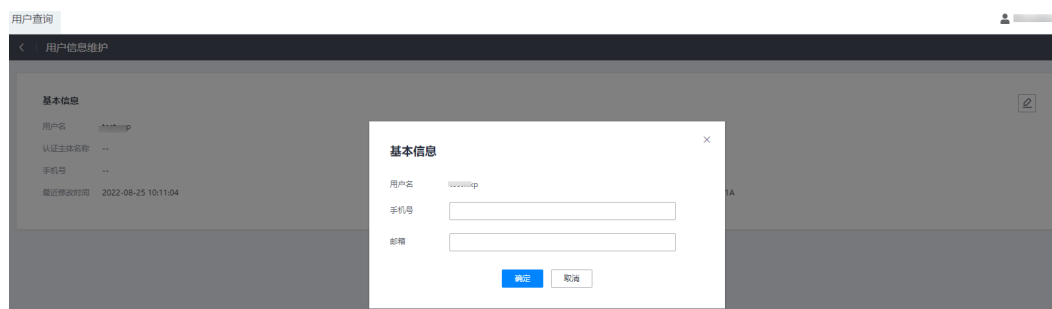 用户查询
用户信息维护
基本信息
用户名
认证主体名称 --
手机号 --
最近修改时间 2022-08-25 10:11:04
1A
基本信息
用户名
手机号
邮箱
确定 取消